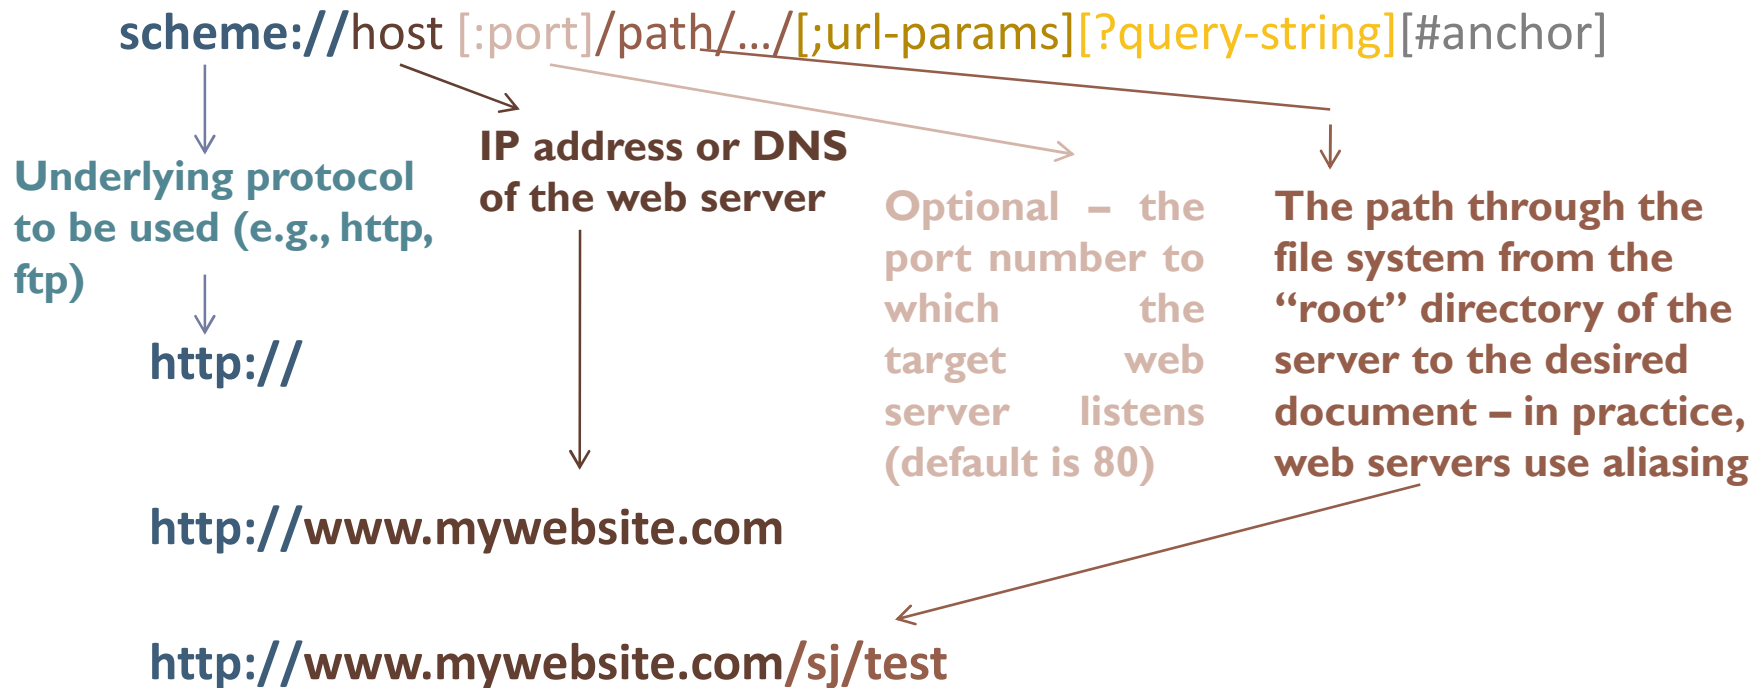 scheme://host [:port]/path/…/[;url-params][?query-string][#anchor]
Underlying protocol
to be used (e.g., http,
ftp)
http://
IP address or DNS
of the web server
http://www.mywebsite.com
Optional – the
port number to
which the
target web
server listens
(default is 80)
The path through the
file system from the
“root” directory of the
server to the desired
document – in practice,
web servers use aliasing
http://www.mywebsite.com/sj/test